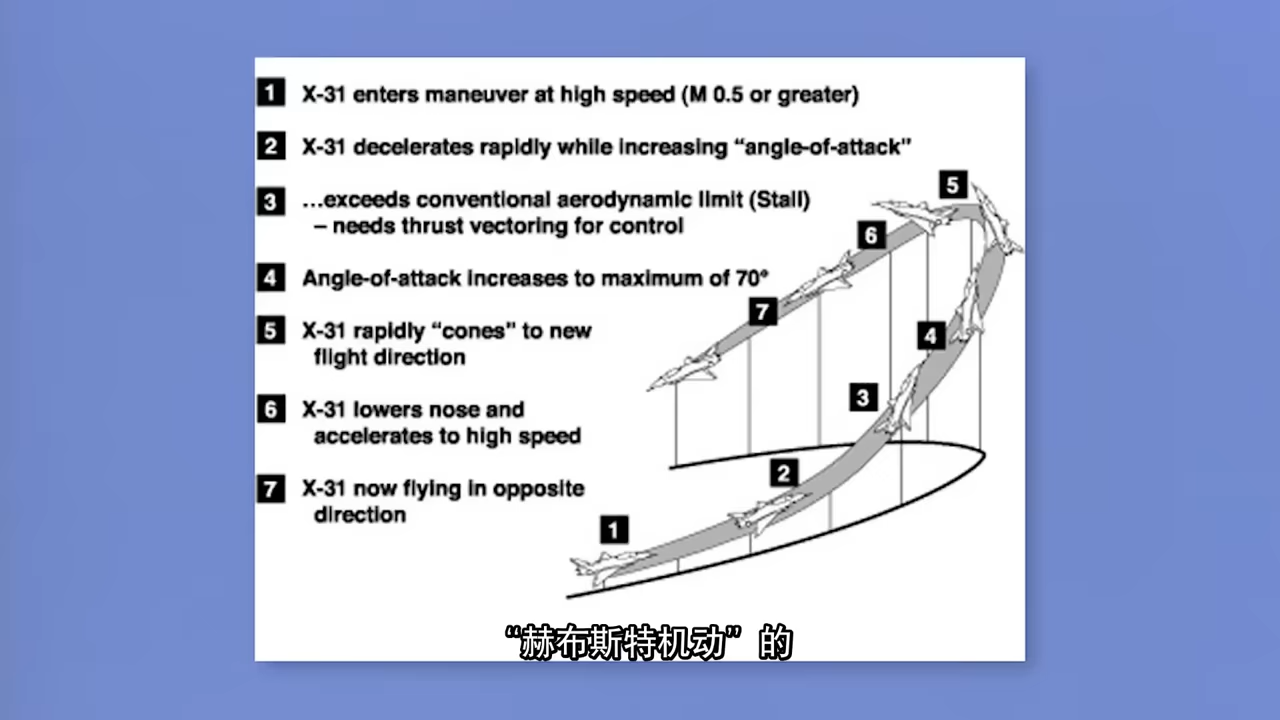 1 X-31 enters maneuver at high speed (M 0.5 or greater)
2 X-31 decelerates rapidly while increasing “angle-of-attack”
3 ...exceeds conventional aerodynamic limit (Stall)
– needs thrust vectoring for control
4 Angle-of-attack increases to maximum of 70°
5 X-31 rapidly “cones” to new
flight direction
6 X-31 lowers nose and
accelerates to high speed
7 X-31 now flying in opposite
direction
5
6
7
4
3
2
1
“赫布斯特机动”的